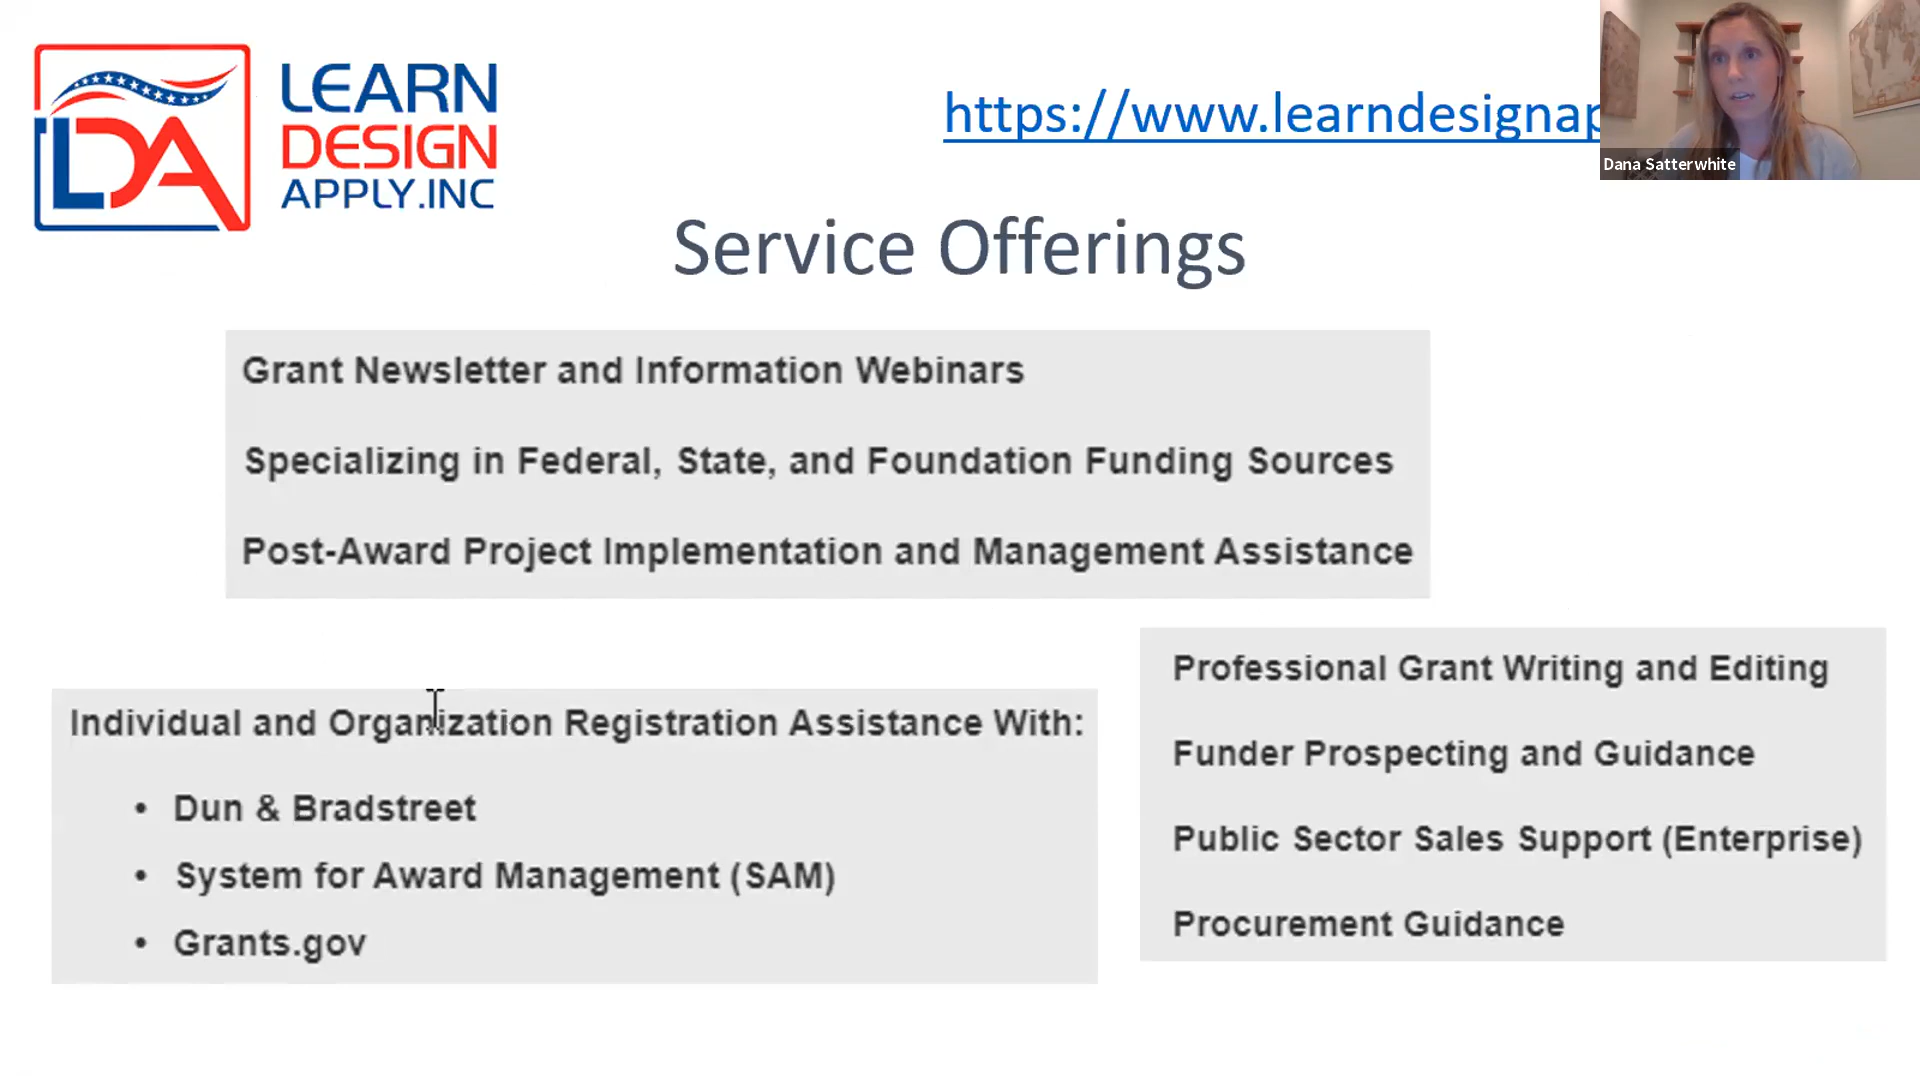 LDA
LEARN
DESIGN
APPLY.INC
https://www.learndesignap
Dana Satterwhite
Service Offerings
Grant Newsletter and Information Webinars
Specializing in Federal, State, and Foundation Funding Sources
Post-Award Project Implementation and Management Assistance
Individual and Organization Registration Assistance With:
• Dun & Bradstreet
• System for Award Management (SAM)
• Grants.gov
Professional Grant Writing and Editing
Funder Prospecting and Guidance
Public Sector Sales Support (Enterprise)
Procurement Guidance